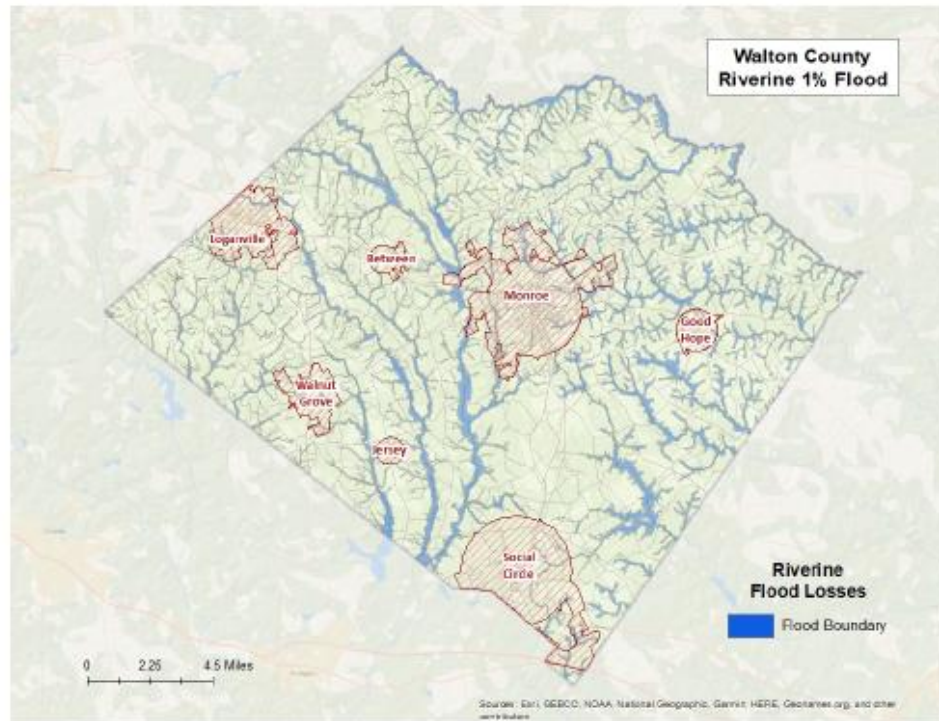 Walton County
Riverine 1% Flood
Loganville
Between
Monroe
Good
Hope
Walnut
Grove
Jersey
Social
Circle
Riverine
Flood Losses
Flood Boundary
0 2.25 4.5 Miles
Sources: Esri, GEBCO, NOAA, National Geographic, Garmin, HERE, Geonames.org, and other
contributors